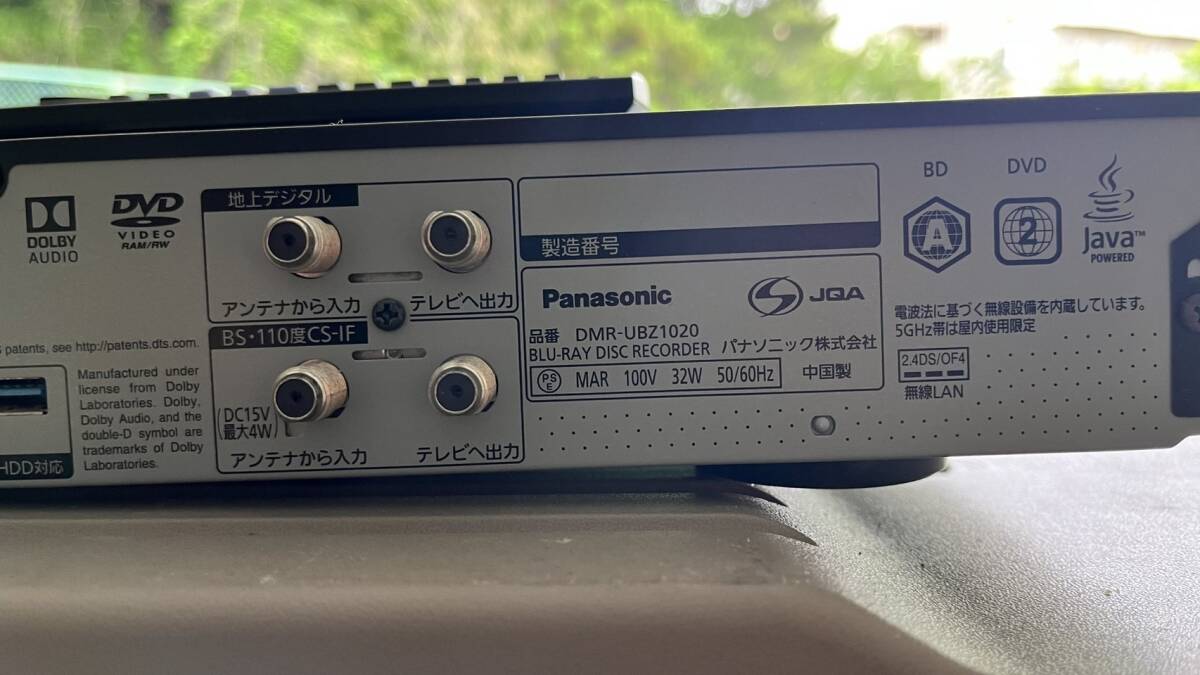 DOLBY
AUDIO
DVD
VIDEO
RAM/RW
patents, see http://patents.dts.com.
Manufactured under
license from Dolby
Laboratories. Dolby,
Dolby Audio, and the
double-D symbol are
trademarks of Dolby
Laboratories.
HDD対応
地上デジタル
アンテナから入力
テレビへ出力
BS・110度CS-IF
(DC15V
最大4W)
アンテナから入力
テレビへ出力
製造番号
Panasonic
JQA
品番 DMR-UBZ1020
BLU-RAY DISC RECORDER パナソニック株式会社
PS
E
MAR 100V 32W 50/60Hz
中国製
BD
A
DVD
2
Java™
POWERED
電波法に基づく無線設備を内蔵しています。
5GHz帯は屋内使用限定
2.4DS/OF4
無線LAN